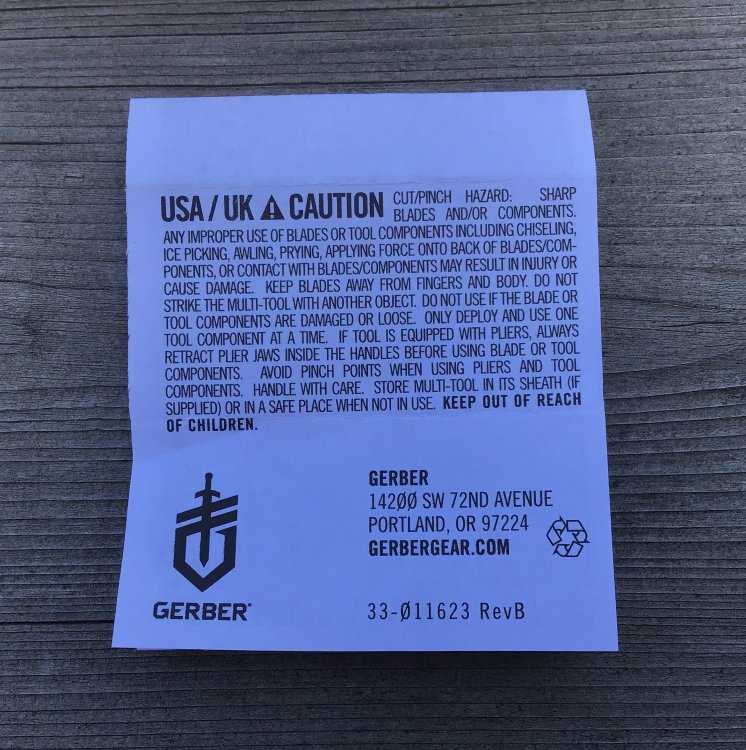 USA / UK ⚠ CAUTION CUT/PINCH HAZARD: SHARP
BLADES AND/OR COMPONENTS.
ANY IMPROPER USE OF BLADES OR TOOL COMPONENTS INCLUDING CHISELING,
ICE PICKING, AWLING, PRYING, APPLYING FORCE ONTO BACK OF BLADES/COM-
PONENTS, OR CONTACT WITH BLADES/COMPONENTS MAY RESULT IN INJURY OR
CAUSE DAMAGE. KEEP BLADES AWAY FROM FINGERS AND BODY. DO NOT
STRIKE THE MULTI-TOOL WITH ANOTHER OBJECT. DO NOT USE IF THE BLADE OR
TOOL COMPONENTS ARE DAMAGED OR LOOSE. ONLY DEPLOY AND USE ONE
TOOL COMPONENT AT A TIME. IF TOOL IS EQUIPPED WITH PLIERS, ALWAYS
RETRACT PLIER JAWS INSIDE THE HANDLES BEFORE USING BLADE OR TOOL
COMPONENTS. AVOID PINCH POINTS WHEN USING PLIERS AND TOOL
COMPONENTS. HANDLE WITH CARE. STORE MULTI-TOOL IN ITS SHEATH (IF
SUPPLIED) OR IN A SAFE PLACE WHEN NOT IN USE. KEEP OUT OF REACH
OF CHILDREN.
GERBER
142ØØ SW 72ND AVENUE
PORTLAND, OR 97224
GERBERGEAR.COM
GERBER®
33-Ø11623 RevB